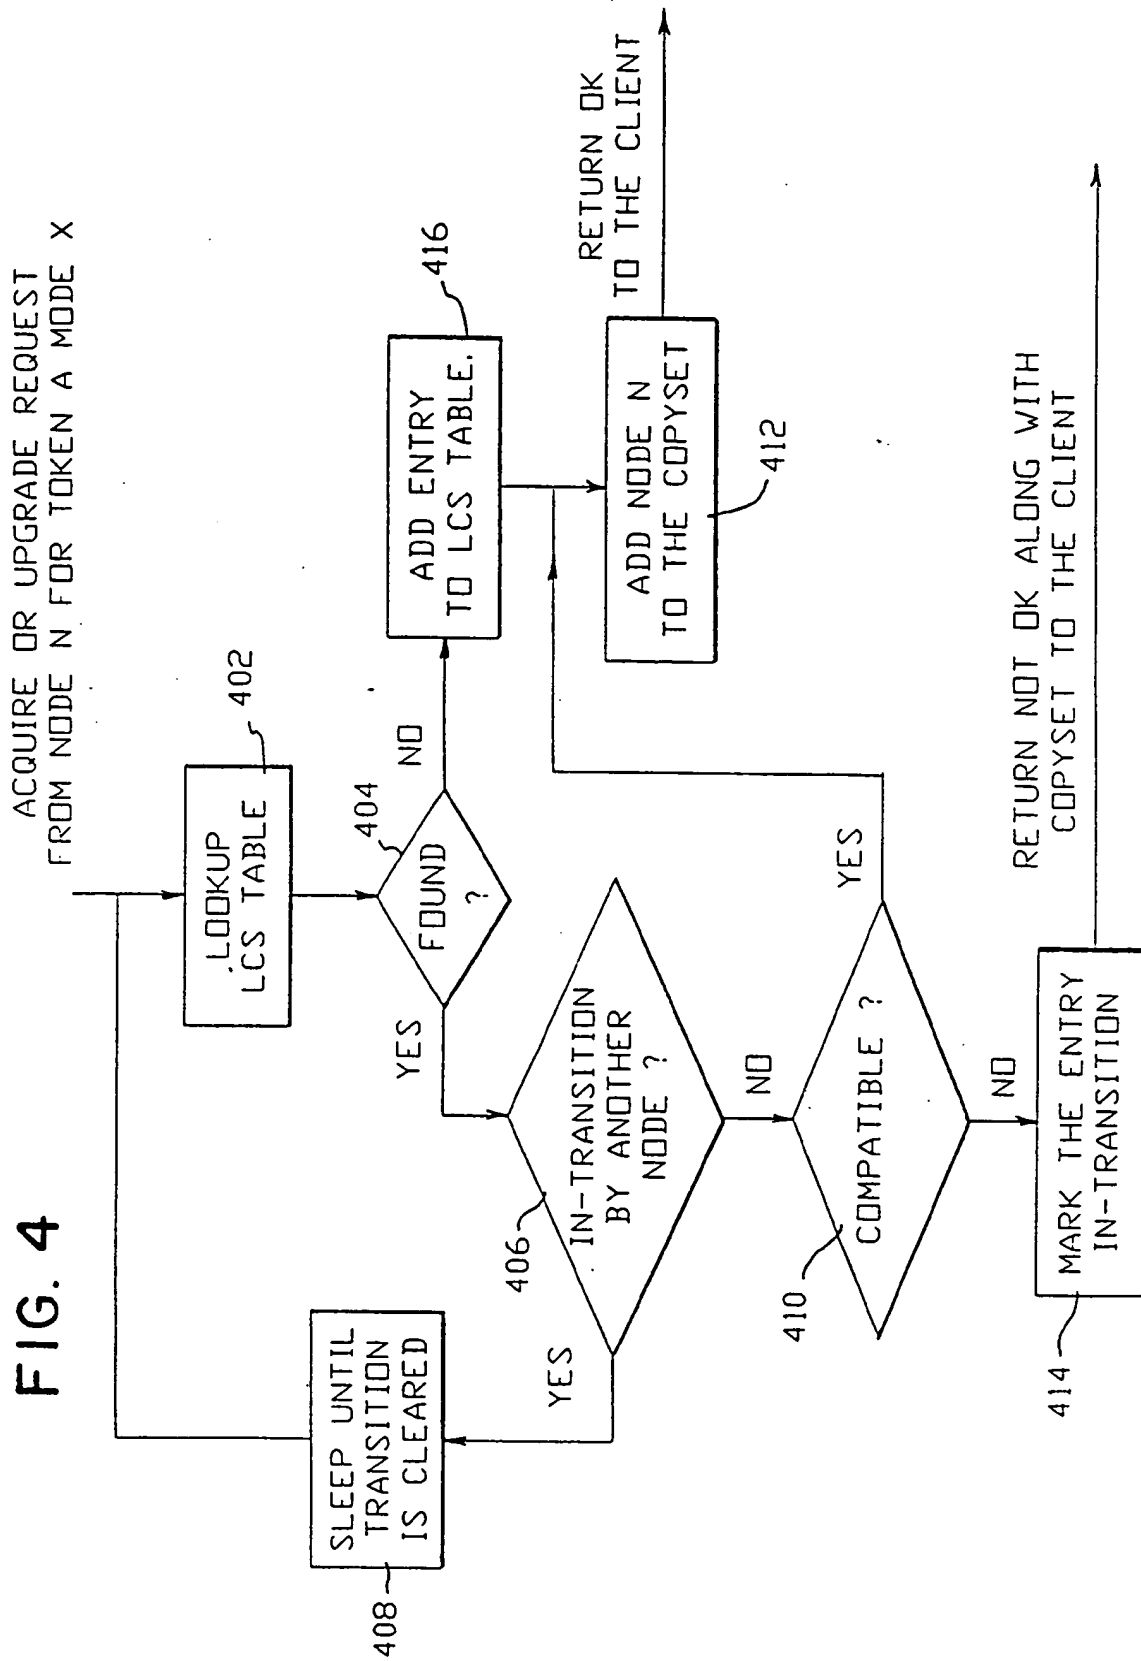 FIG. 4
ACQUIRE OR UPGRADE REQUEST
FROM NODE N FOR TOKEN A MODE X
LOOKUP
LCS TABLE
402
FOUND
?
404
NO
YES
ADD ENTRY
TO LCS TABLE.
416
SLEEP UNTIL
TRANSITION
IS CLEARED
408
YES
IN-TRANSITION
BY ANOTHER
NODE ?
406
NO
ADD NODE N
TO THE COPYSET
412
RETURN OK
TO THE CLIENT
COMPATIBLE ?
410
YES
NO
MARK THE ENTRY
IN-TRANSITION
414
RETURN NOT OK ALONG WITH
COPYSET TO THE CLIENT